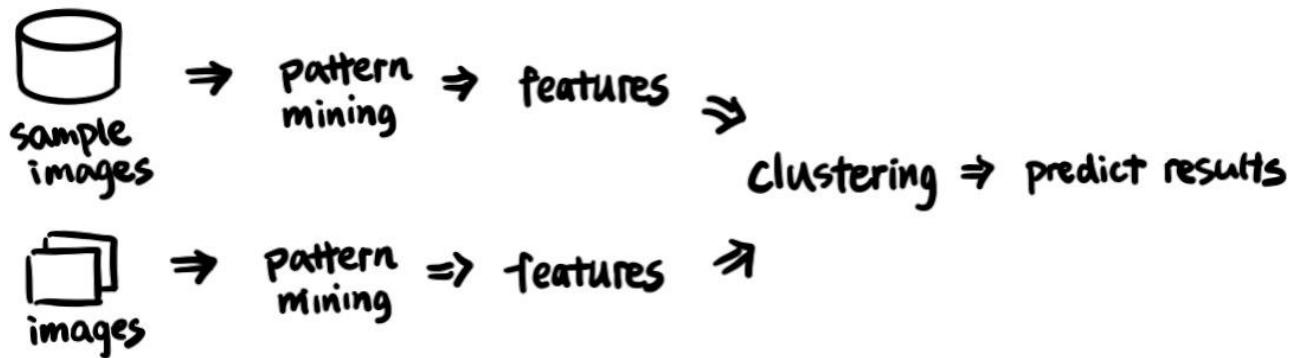 sample
images
⇒ pattern
mining
⇒ features
⇒
images
⇒ pattern
mining
⇒ features
⇒
clustering ⇒ predict results